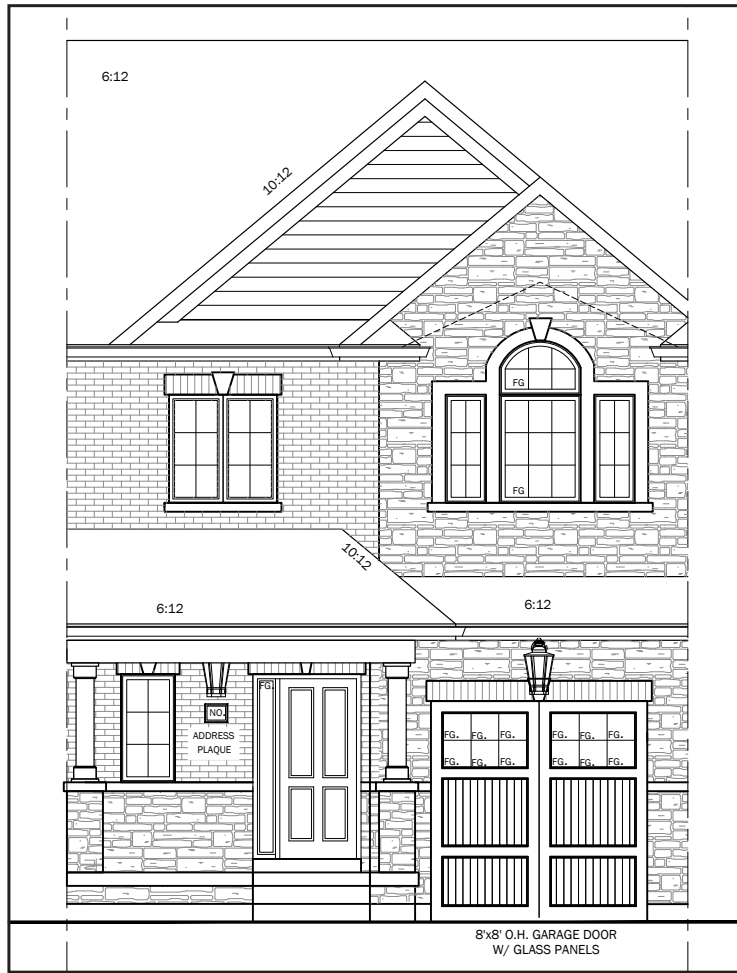 6:12
10:12
FG
FG
10:12
6:12
6:12
FG.
NO.
ADDRESS
PLAQUE
FG. FG. FG. FG. FG. FG.
FG. FG. FG. FG. FG. FG.
8'x8' O.H. GARAGE DOOR
W/ GLASS PANELS